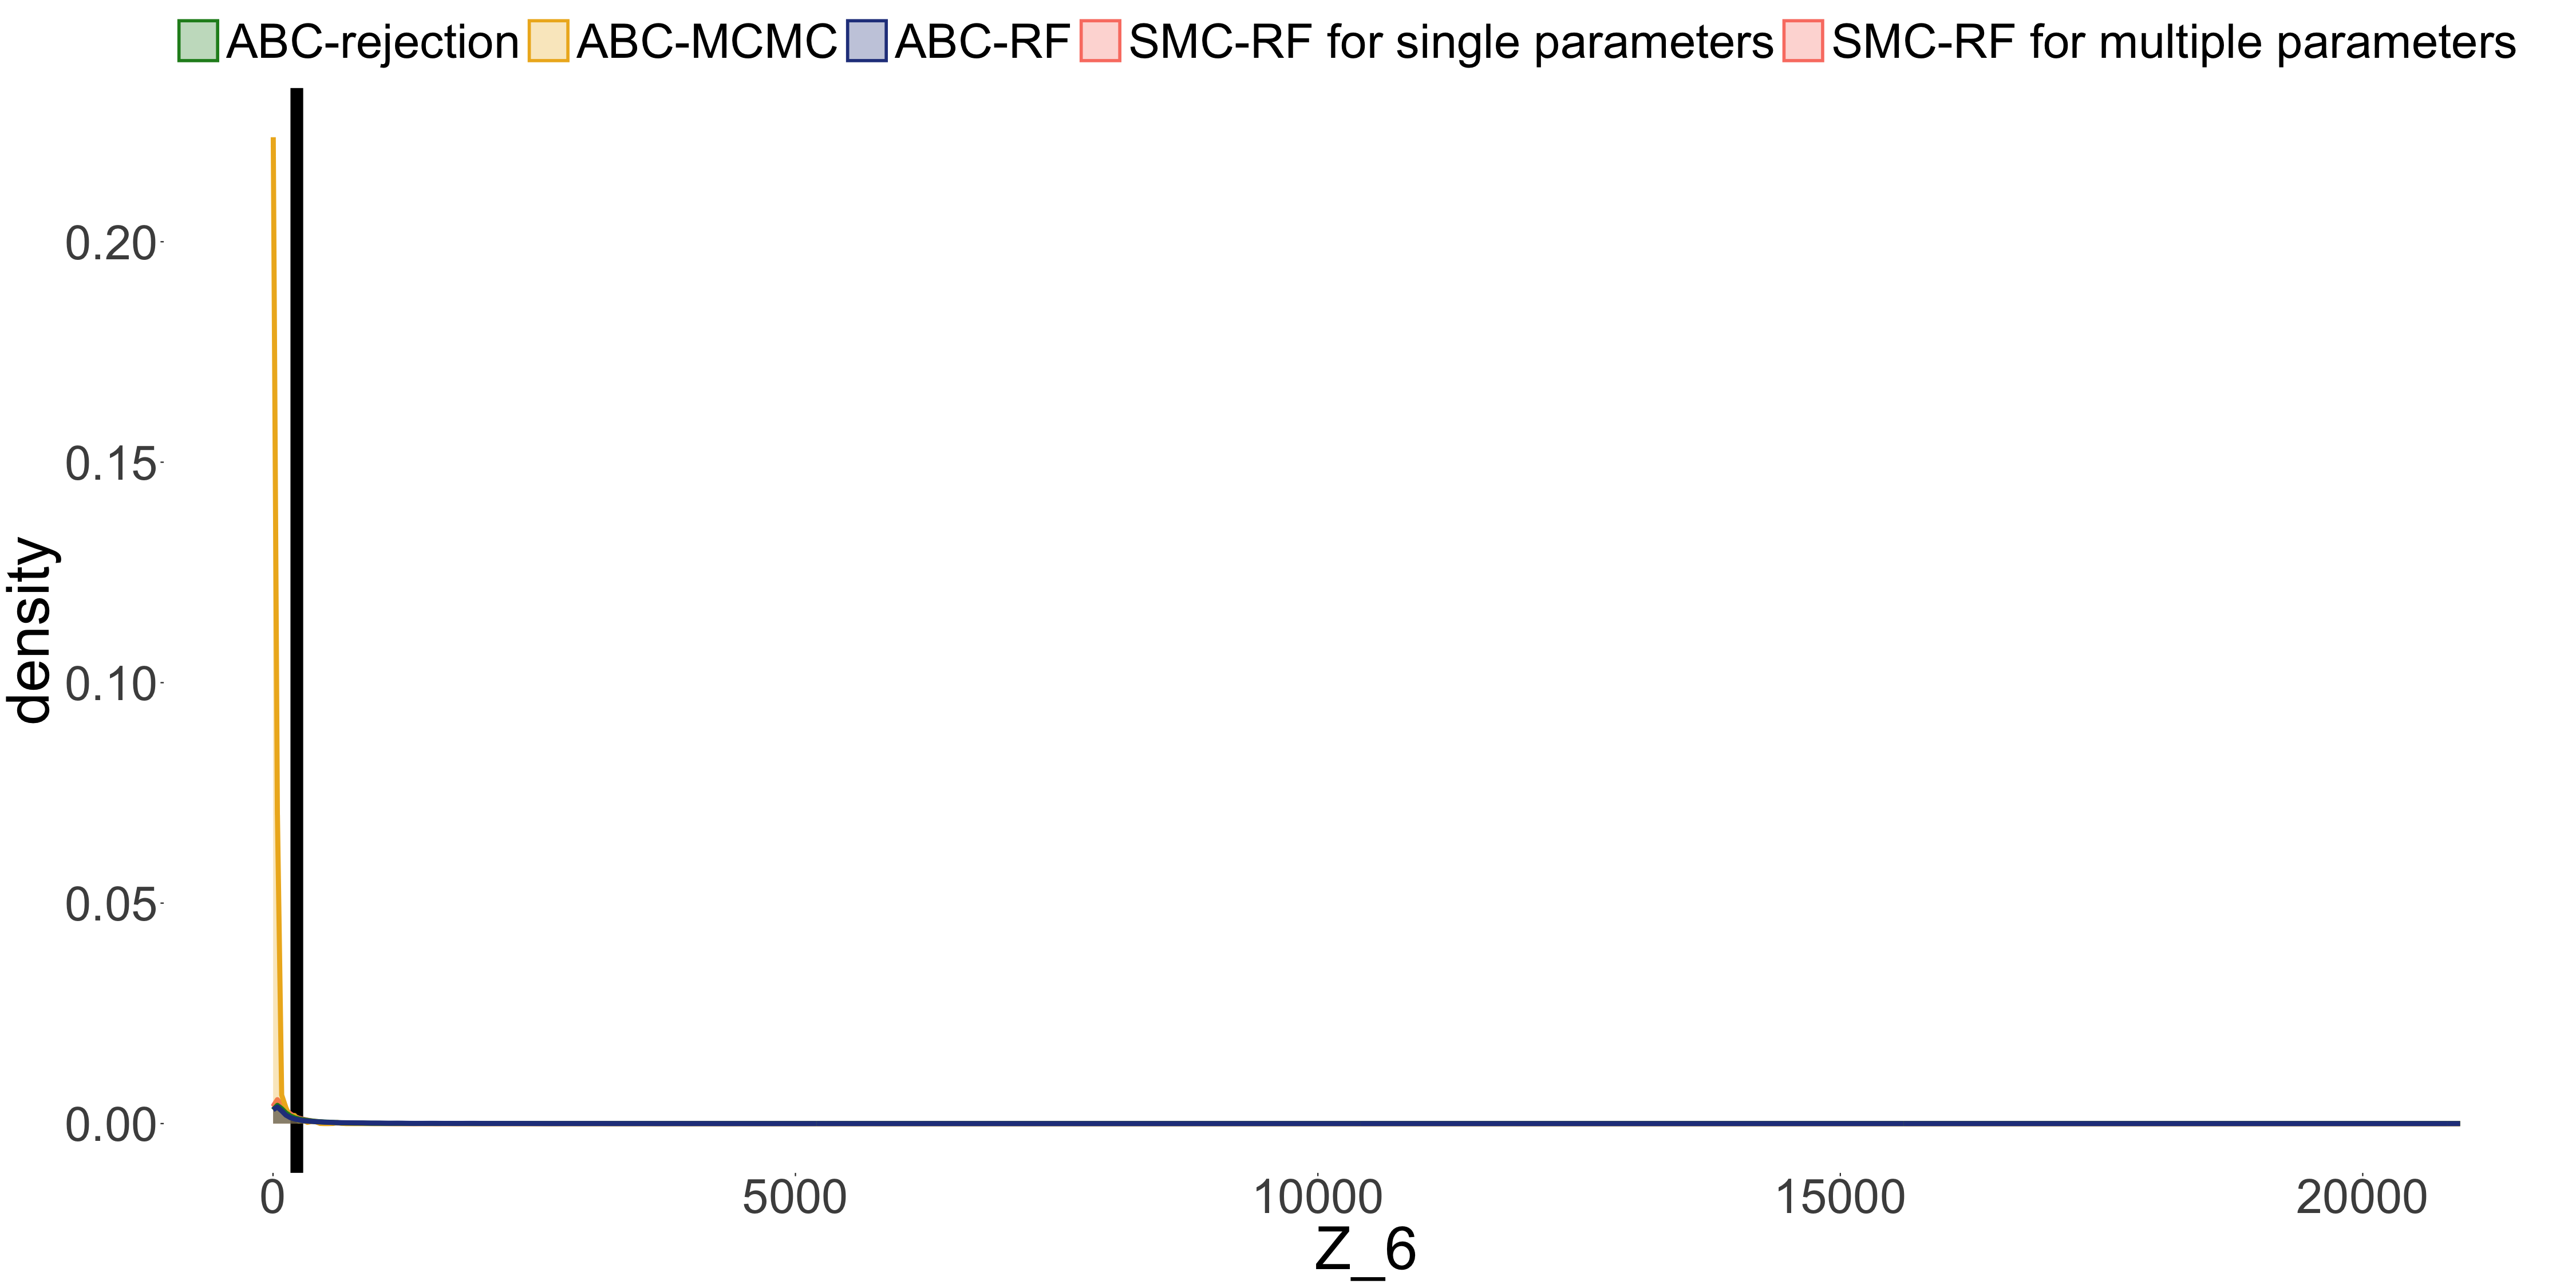 ABC-rejection ABC-MCMC ABC-RF SMC-RF for single parameters SMC-RF for multiple parameters
density
0.20
0.15
0.10
0.05
0.00
0 5000 10000 15000 20000
Z_6